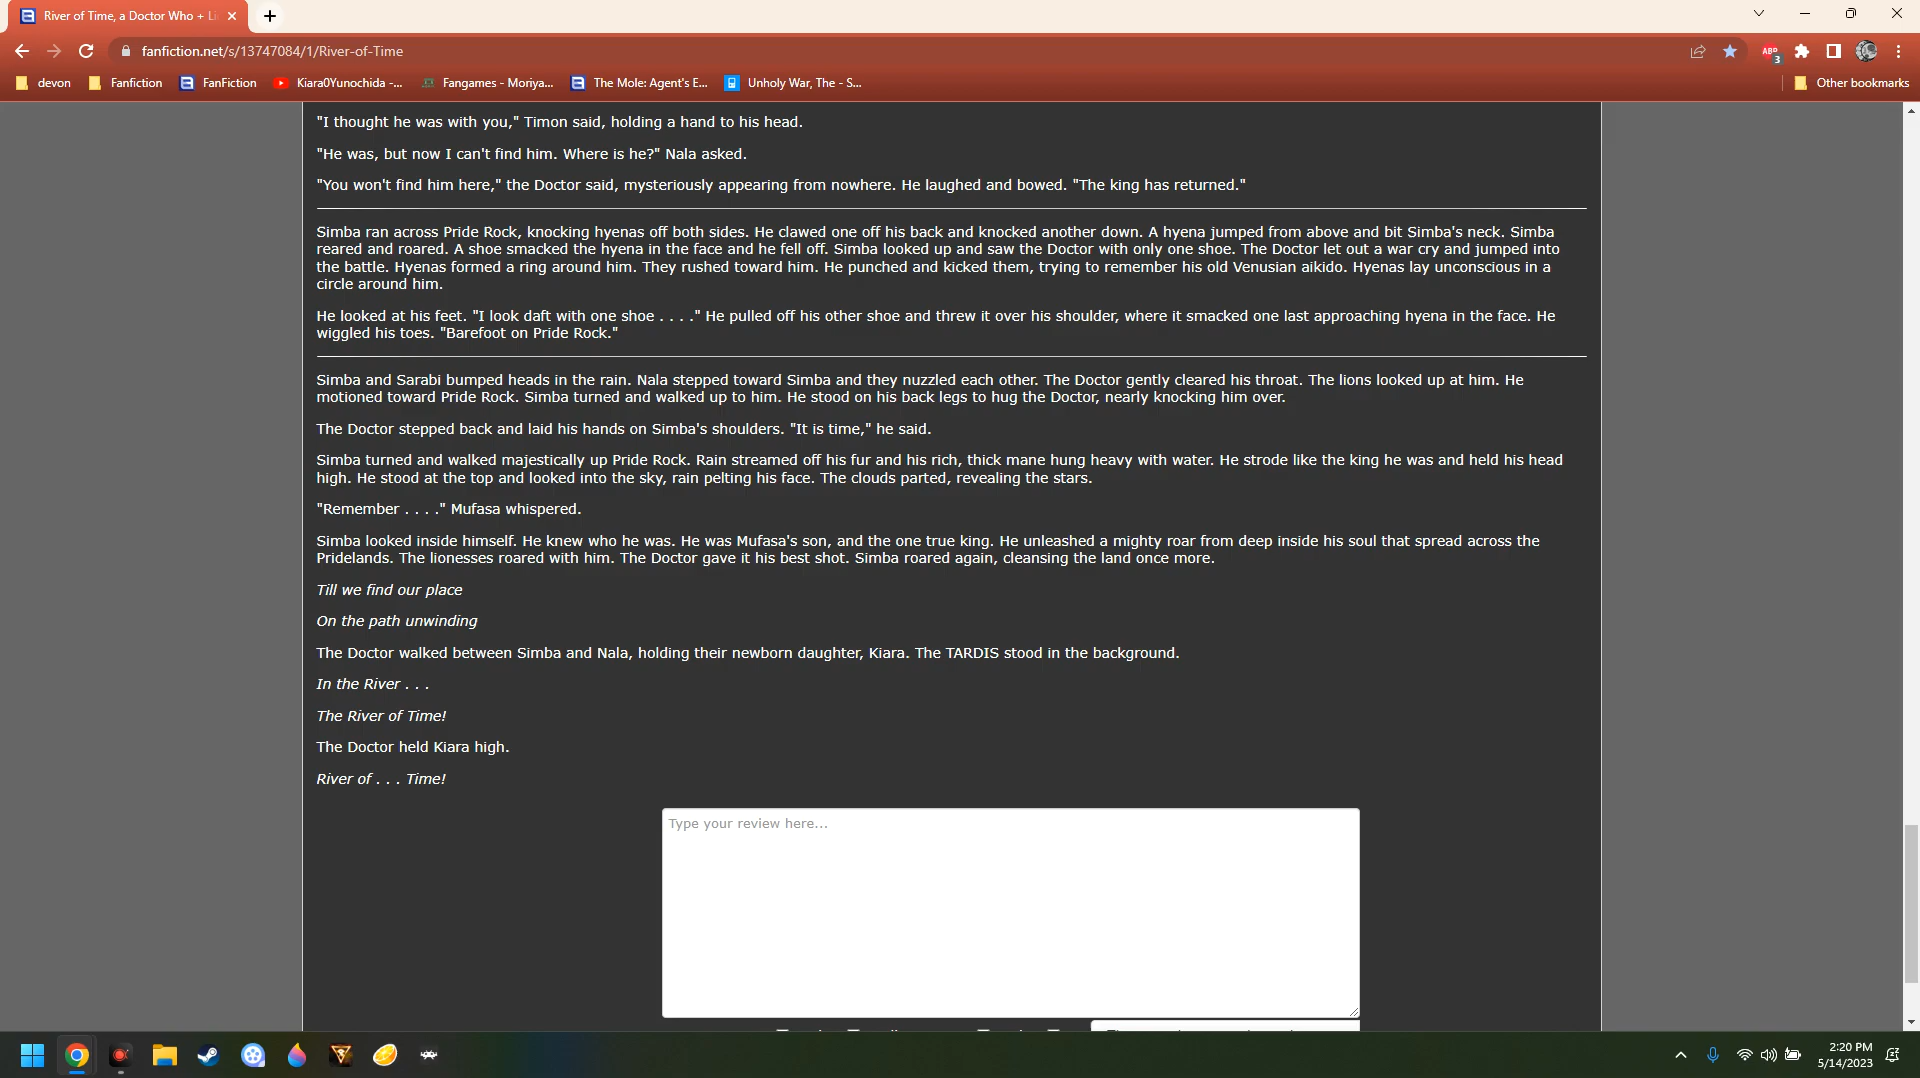 River of Time, a Doctor Who + Li
fanfiction.net/s/13747084/1/River-of-Time
ABP
3
devon
Fanfiction
FanFiction
Kiara0Yunochida -...
Fangames - Moriya...
The Mole: Agent's E...
Unholy War, The - S...
Other bookmarks
"I thought he was with you," Timon said, holding a hand to his head.
"He was, but now I can't find him. Where is he?" Nala asked.
"You won't find him here," the Doctor said, mysteriously appearing from nowhere. He laughed and bowed. "The king has returned."
Simba ran across Pride Rock, knocking hyenas off both sides. He clawed one off his back and knocked another down. A hyena jumped from above and bit Simba's neck. Simba
reared and roared. A shoe smacked the hyena in the face and he fell off. Simba looked up and saw the Doctor with only one shoe. The Doctor let out a war cry and jumped into
the battle. Hyenas formed a ring around him. They rushed toward him. He punched and kicked them, trying to remember his old Venusian aikido. Hyenas lay unconscious in a
circle around him.
He looked at his feet. "I look daft with one shoe . . . ." He pulled off his other shoe and threw it over his shoulder, where it smacked one last approaching hyena in the face. He
wiggled his toes. "Barefoot on Pride Rock."
Simba and Sarabi bumped heads in the rain. Nala stepped toward Simba and they nuzzled each other. The Doctor gently cleared his throat. The lions looked up at him. He
motioned toward Pride Rock. Simba turned and walked up to him. He stood on his back legs to hug the Doctor, nearly knocking him over.
The Doctor stepped back and laid his hands on Simba's shoulders. "It is time," he said.
Simba turned and walked majestically up Pride Rock. Rain streamed off his fur and his rich, thick mane hung heavy with water. He strode like the king he was and held his head
high. He stood at the top and looked into the sky, rain pelting his face. The clouds parted, revealing the stars.
"Remember . . . ." Mufasa whispered.
Simba looked inside himself. He knew who he was. He was Mufasa's son, and the one true king. He unleashed a mighty roar from deep inside his soul that spread across the
Pridelands. The lionesses roared with him. The Doctor gave it his best shot. Simba roared again, cleansing the land once more.
Till we find our place
On the path unwinding
The Doctor walked between Simba and Nala, holding their newborn daughter, Kiara. The TARDIS stood in the background.
In the River . . .
The River of Time!
The Doctor held Kiara high.
River of . . . Time!
Type your review here...
2:20 PM
5/14/2023